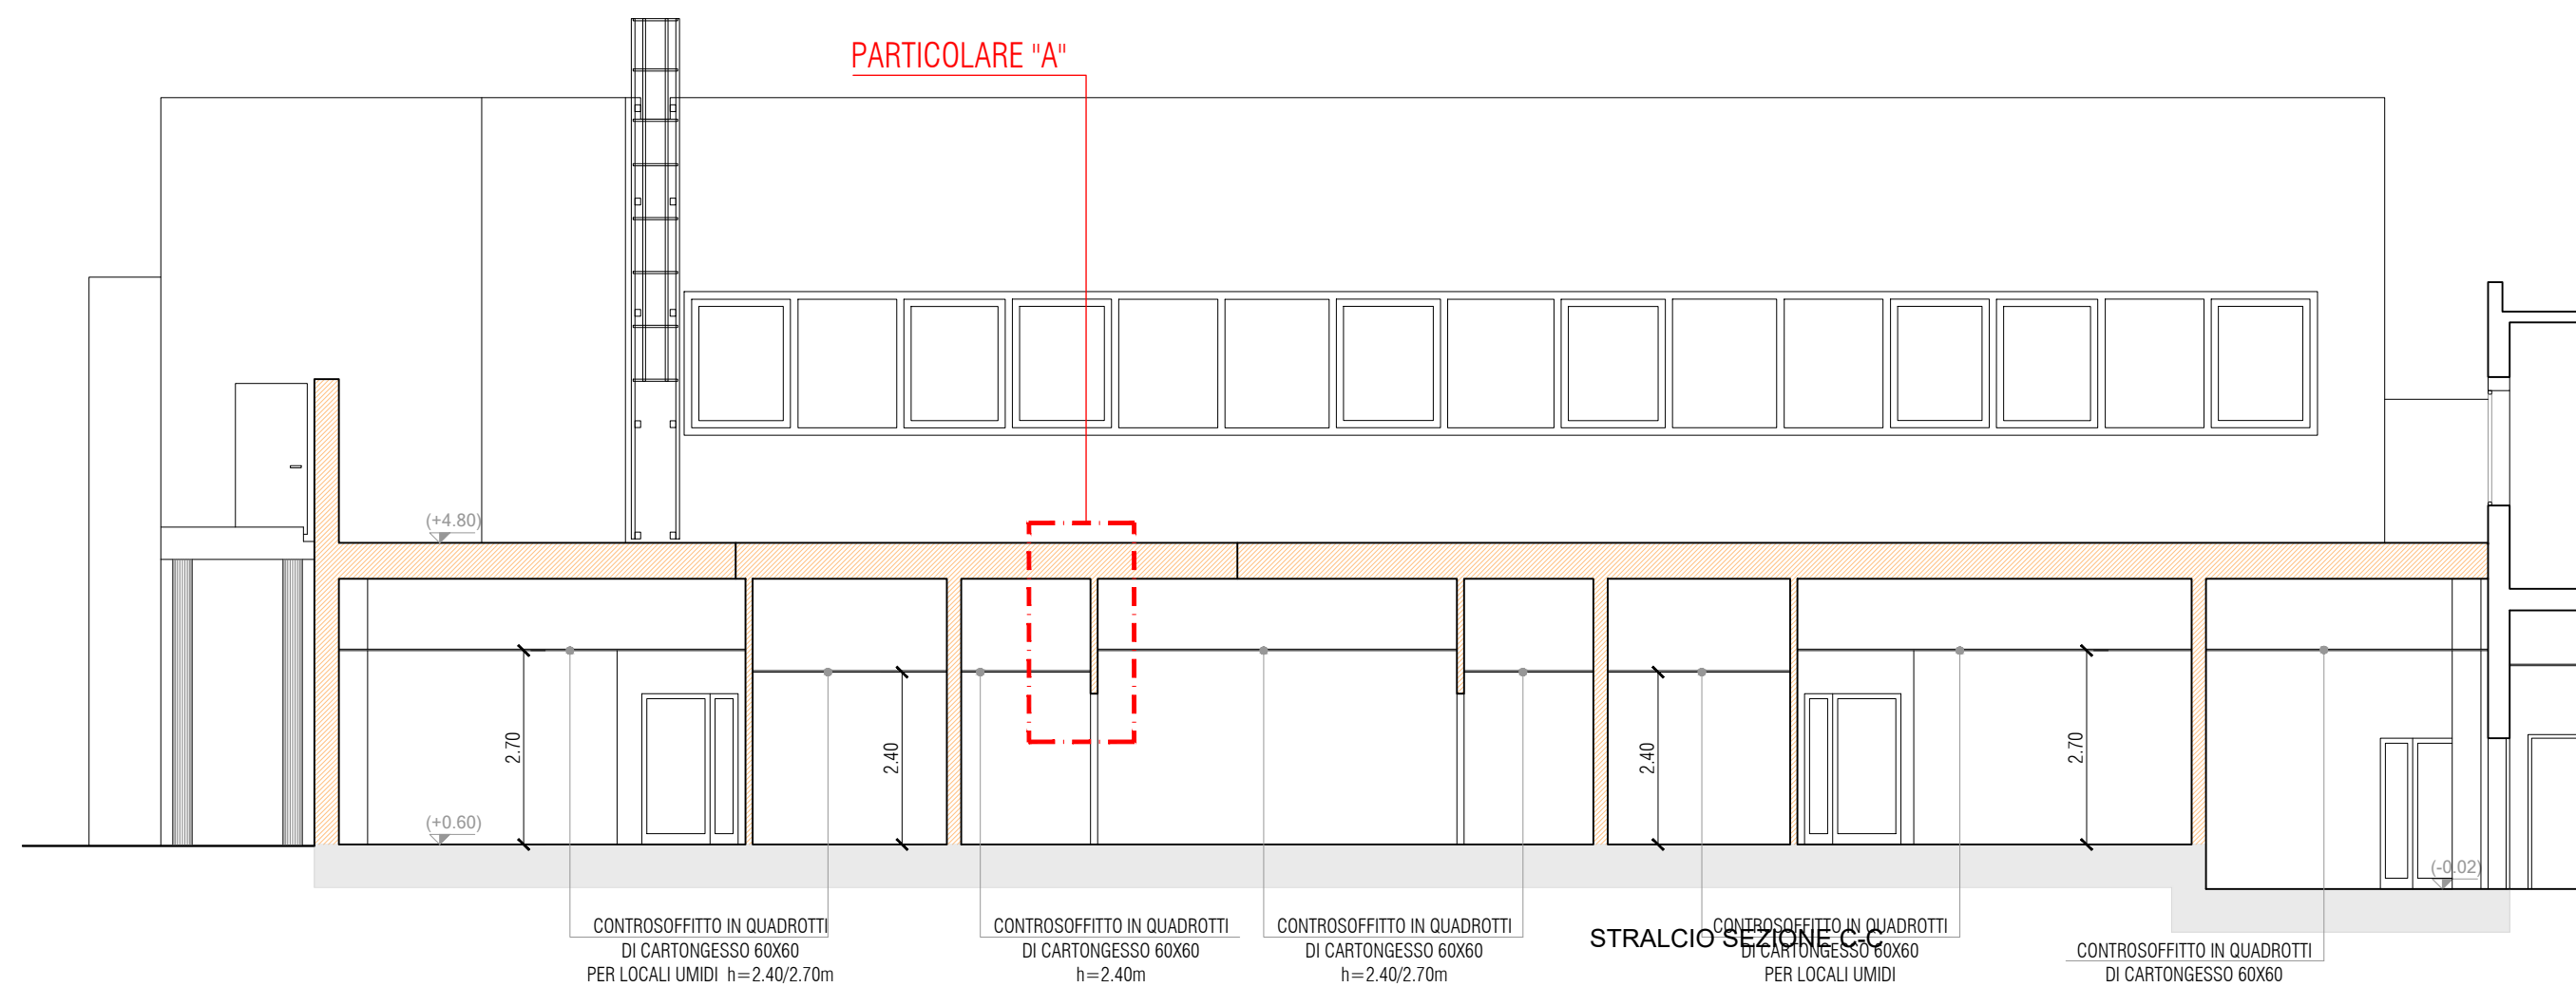 PARTICOLARE "A"
(+4.80)
2.70
2.40
2.40
2.70
(+0.60)
(-0.02)
CONTROSOFFITTO IN QUADROTTI
DI CARTONGESSO 60X60
PER LOCALI UMIDI h=2.40/2.70m
CONTROSOFFITTO IN QUADROTTI
DI CARTONGESSO 60X60
h=2.40m
CONTROSOFFITTO IN QUADROTTI
DI CARTONGESSO 60X60
h=2.40/2.70m
STRALCIO SEZIONE C-C
CONTROSOFFITTO IN QUADROTTI
DI CARTONGESSO 60X60
PER LOCALI UMIDI
CONTROSOFFITTO IN QUADROTTI
DI CARTONGESSO 60X60